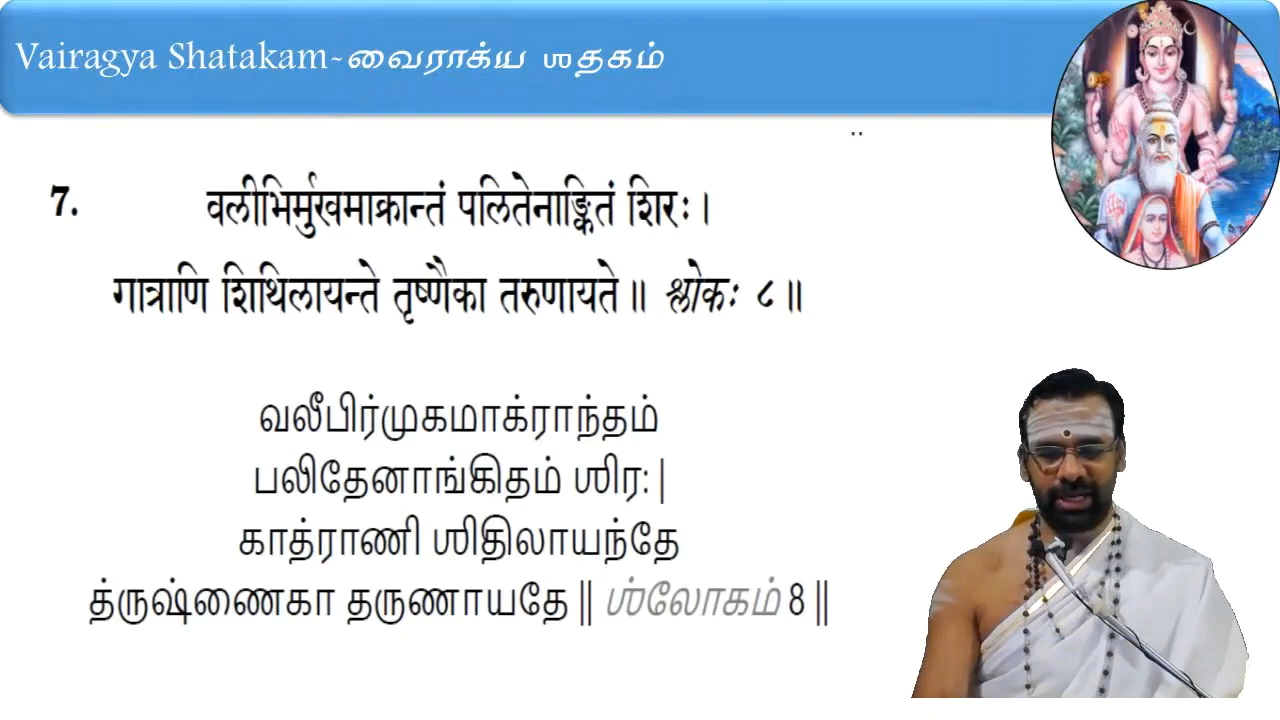 Vairagya Shatakam-வைராக்ய ஶதகம்
7. वलीभिर्मुखमाक्रान्तं पलितेनाङ्कितं शिरः ।
गात्राणि शिथिलायन्ते तृष्णैका तरुणायते ॥ श्लोकः ८ ॥
வலீபிர்முகமாக்ராந்தம்
பலிதேனாங்கிதம் ஶிர: |
காத்ராணி ஶிதிலாயந்தே
த்ருஷ்ணைகா தருணாயதே || ஶ்லோகம் 8 ||